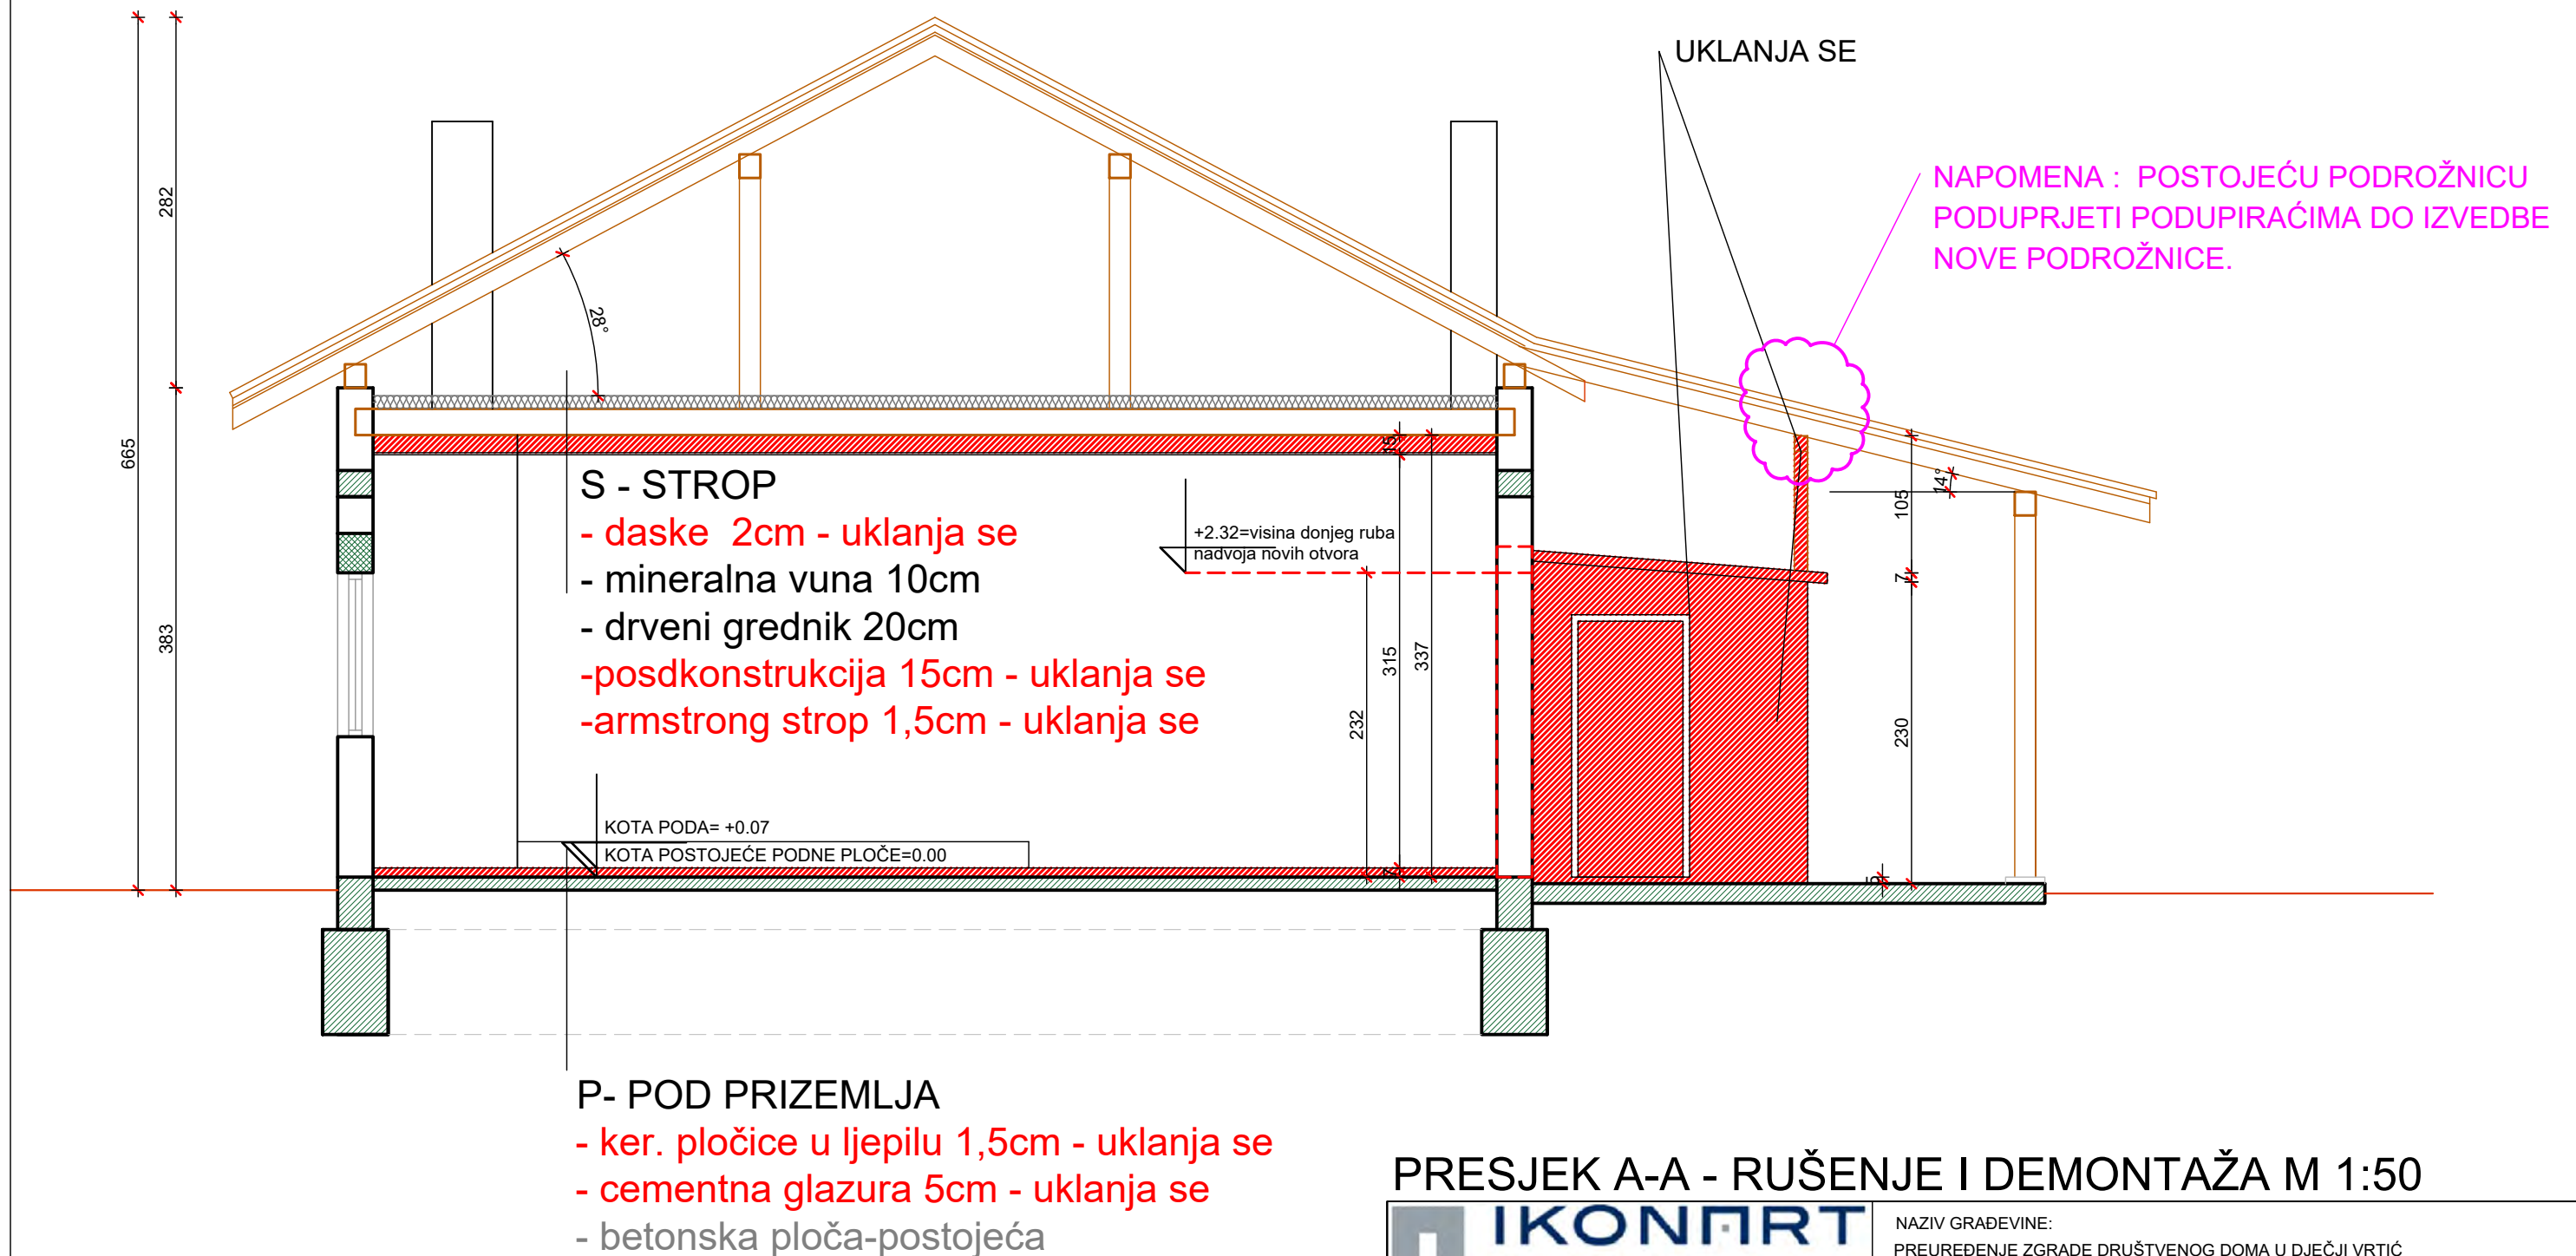 UKLANJA SE
NAPOMENA : POSTOJEĆU PODROŽNICU
PODUPRJETI PODUPIRAĆIMA DO IZVEDBE
NOVE PODROŽNICE.
282
665
383
28°
S - STROP
- daske 2cm - uklanja se
- mineralna vuna 10cm
- drveni grednik 20cm
-posdkonstrukcija 15cm - uklanja se
-armstrong strop 1,5cm - uklanja se
+2.32=visina donjeg ruba
nadvoja novih otvora
15
315
337
232
7
14°
105
7
230
5
KOTA PODA= +0.07
KOTA POSTOJEĆE PODNE PLOČE=0.00
P- POD PRIZEMLJA
- ker. pločice u ljepilu 1,5cm - uklanja se
- cementna glazura 5cm - uklanja se
- betonska ploča-postojeća
PRESJEK A-A - RUŠENJE I DEMONTAŽA M 1:50
IKONART
NAZIV GRAĐEVINE:
PREUREĐENJE ZGRADE DRUŠTVENOG DOMA U DJEČJI VRTIĆ